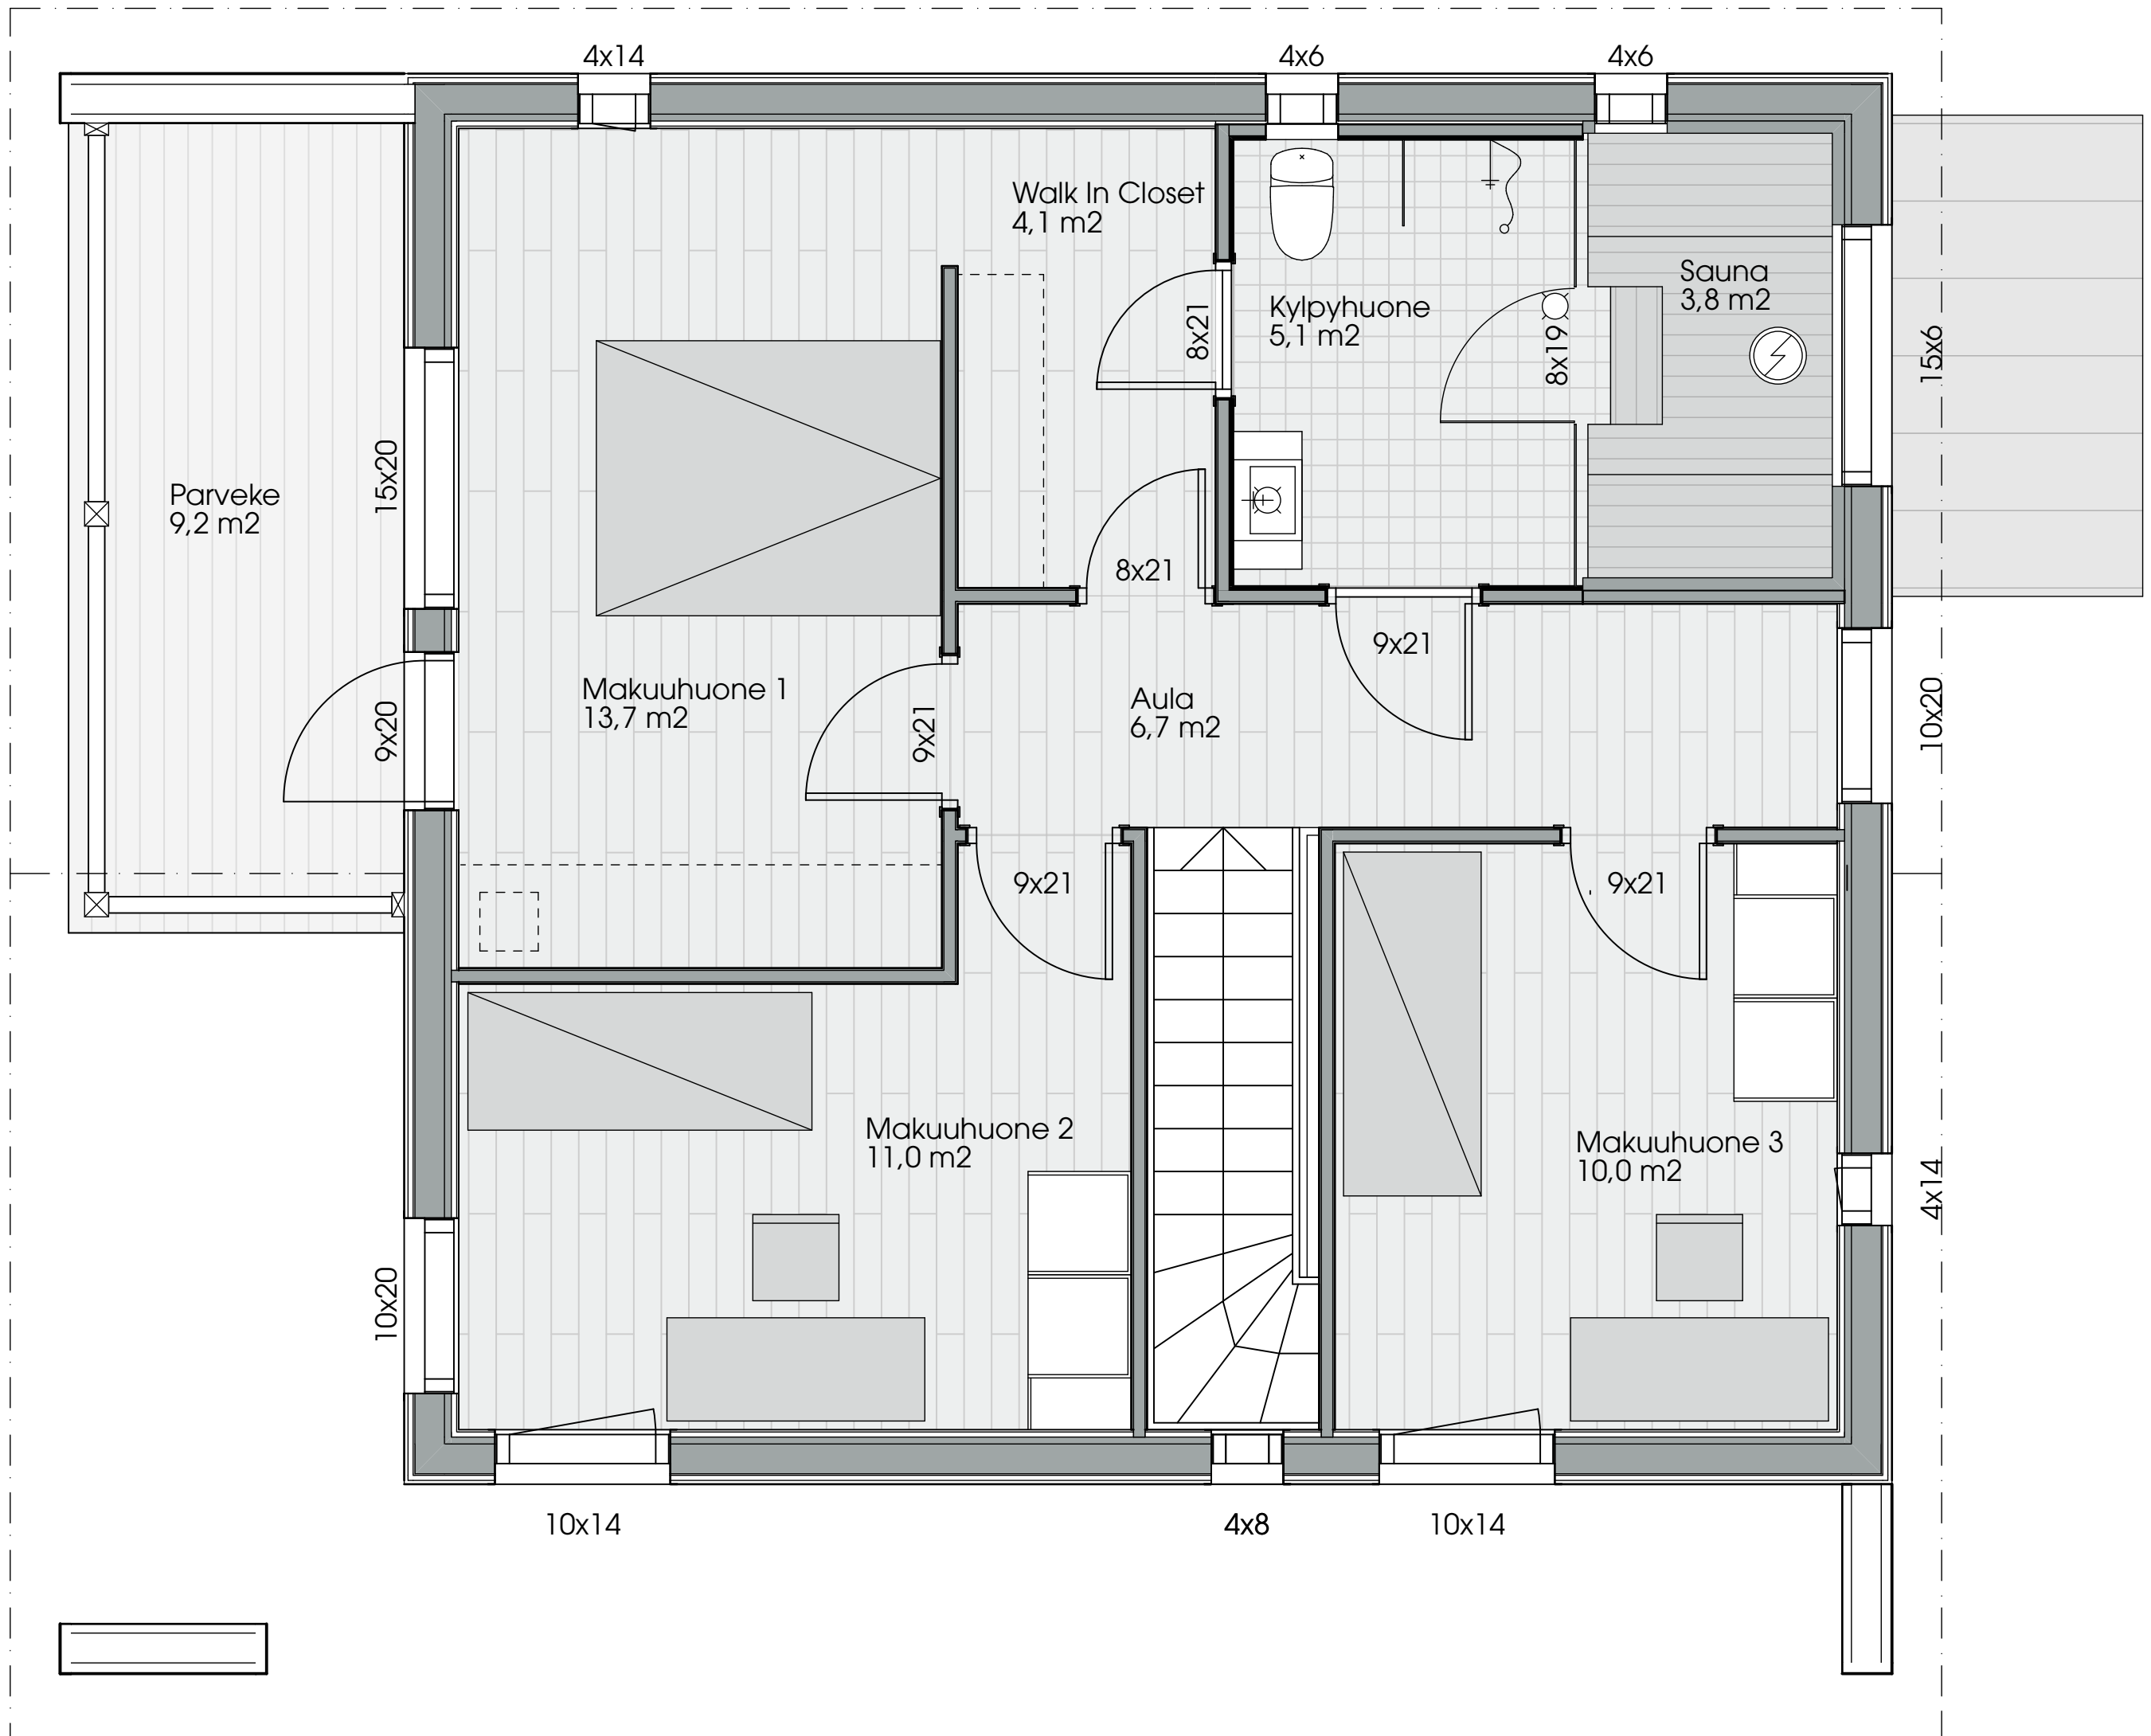 4x14
4x6
4x6
Walk In Closet
4,1 m2
Sauna
3,8 m2
Kylpyhuone
5,1 m2
8x21
8x19
15x6
15x20
Parveke
9,2 m2
8x21
9x21
Makuuhuone 1
13,7 m2
Aula
6,7 m2
9x20
9x21
10x20
9x21
9x21
Makuuhuone 2
11,0 m2
Makuuhuone 3
10,0 m2
4x14
10x20
10x14
4x8
10x14